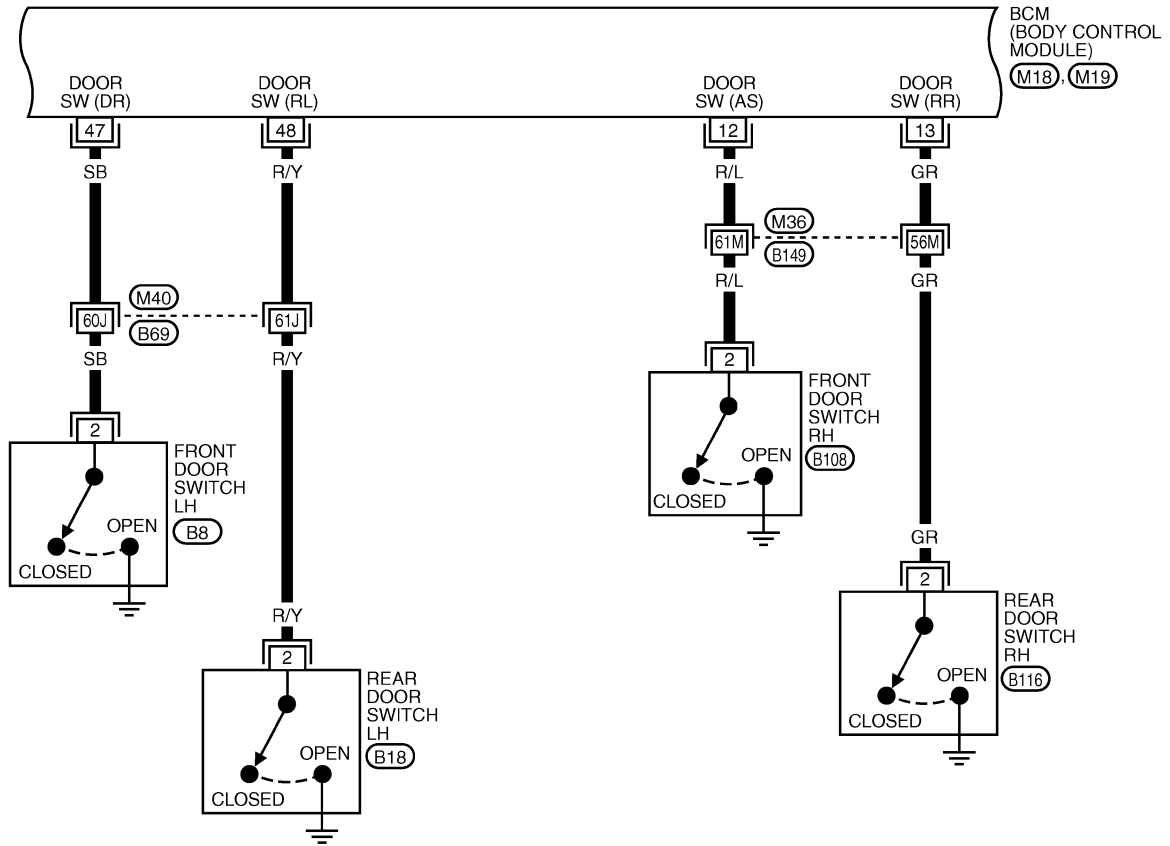 BCM
(BODY CONTROL
MODULE)
M18, M19
DOOR
SW (DR)
DOOR
SW (RL)
DOOR
SW (AS)
DOOR
SW (RR)
47
48
12
13
SB
R/Y
R/L
GR
M36
61M
56M
B149
R/L
GR
M40
60J
61J
B69
SB
R/Y
2
FRONT
DOOR
SWITCH
RH
B108
OPEN
CLOSED
2
FRONT
DOOR
SWITCH
LH
B8
OPEN
CLOSED
GR
2
REAR
DOOR
SWITCH
RH
B116
OPEN
CLOSED
R/Y
2
REAR
DOOR
SWITCH
LH
B18
OPEN
CLOSED